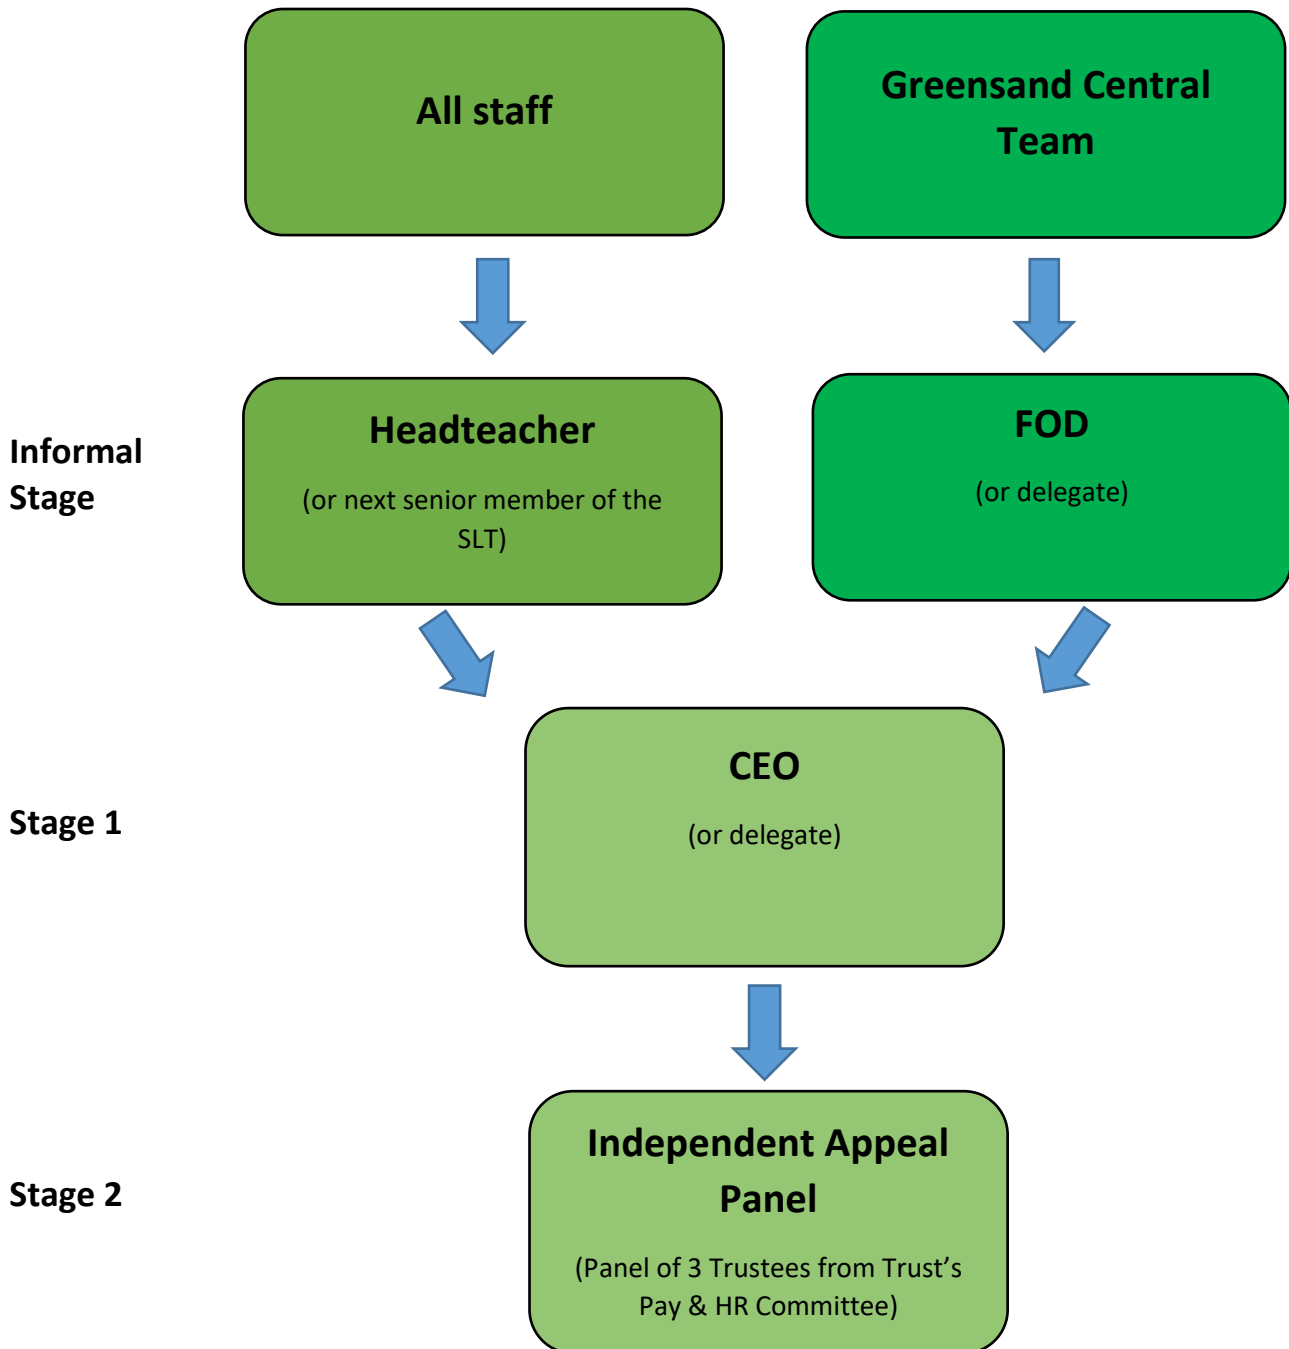 All staff
Greensand Central
Team
Informal
Stage
Headteacher
(or next senior member of the
SLT)
FOD
(or delegate)
Stage 1
CEO
(or delegate)
Stage 2
Independent Appeal
Panel
(Panel of 3 Trustees from Trust’s
Pay & HR Committee)